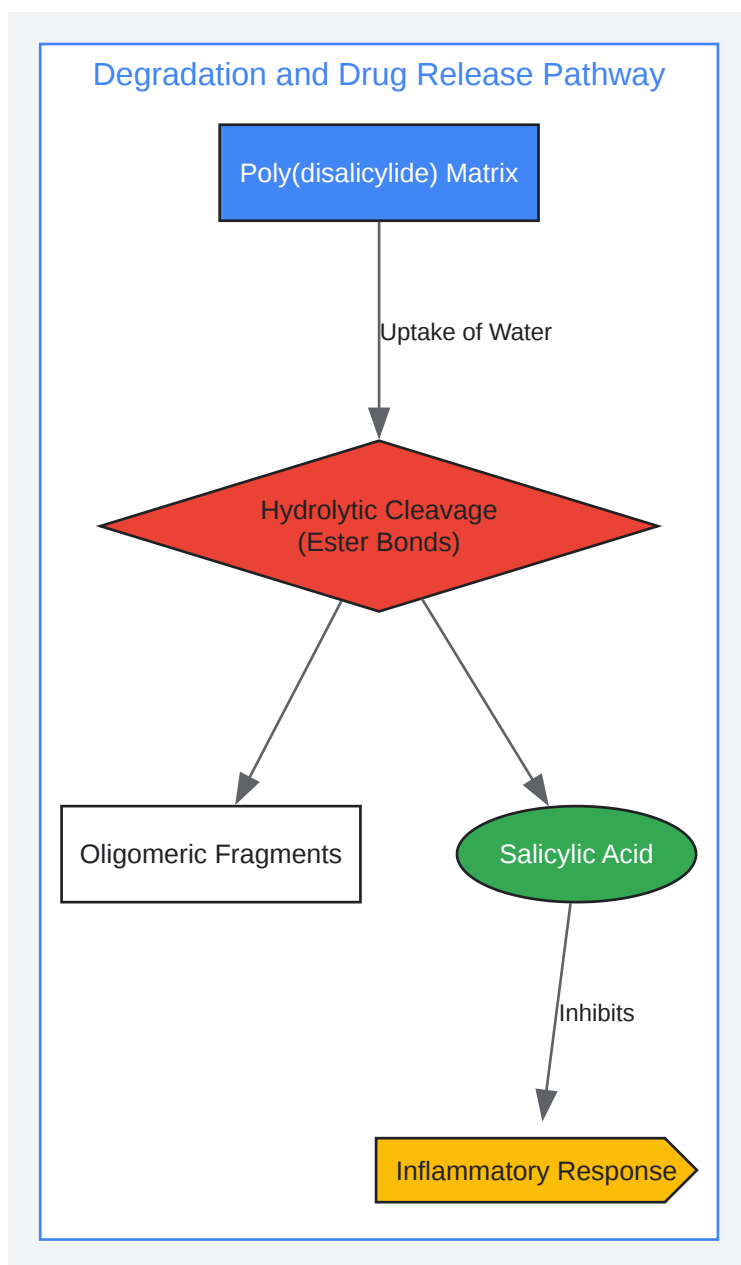 Degradation and Drug Release Pathway
Poly(disalicylide) Matrix
Uptake of Water
Hydrolytic Cleavage
(Ester Bonds)
Oligomeric Fragments
Salicylic Acid
Inhibits
Inflammatory Response